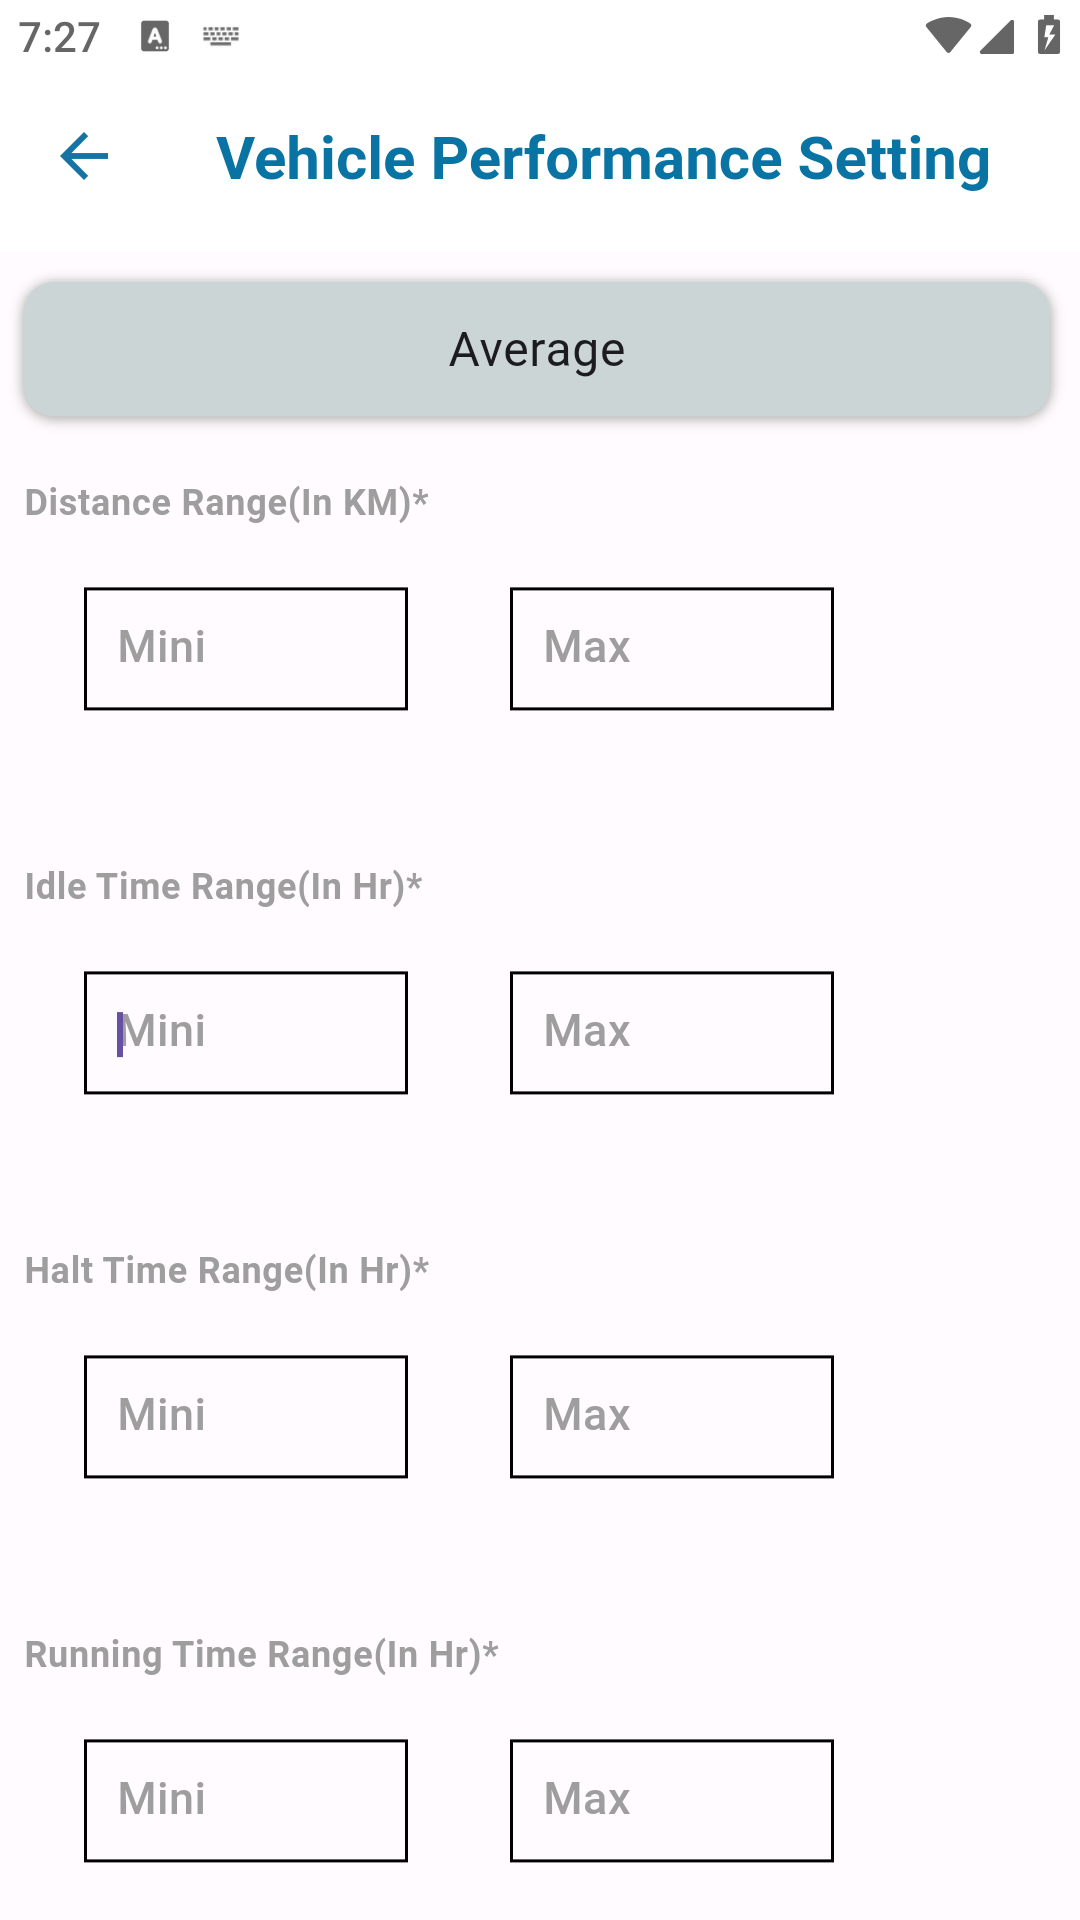 7:27
Vehicle Performance Setting
Average
Distance Range(In KM)*
Mini Max
Idle Time Range(In Hr)*
Mini Max
Halt Time Range(In Hr)*
Mini Max
Running Time Range(In Hr)*
Mini Max